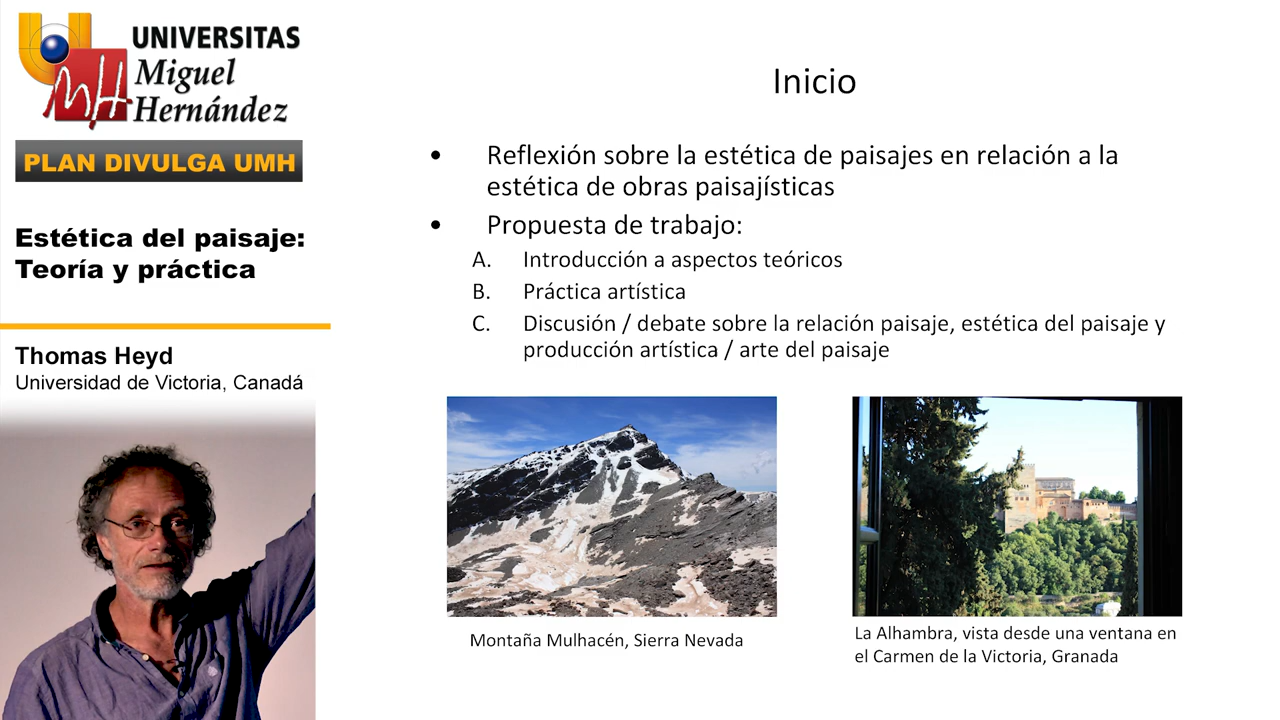 UNIVERSITAS
Miguel
Hernández
PLAN DIVULGA UMH
Estética del paisaje:
Teoría y práctica
Thomas Heyd
Universidad de Victoria, Canadá
Inicio
• Reflexión sobre la estética de paisajes en relación a la
estética de obras paisajísticas
• Propuesta de trabajo:
A. Introducción a aspectos teóricos
B. Práctica artística
C. Discusión / debate sobre la relación paisaje, estética del paisaje y
producción artística / arte del paisaje
Montaña Mulhacén, Sierra Nevada
La Alhambra, vista desde una ventana en
el Carmen de la Victoria, Granada